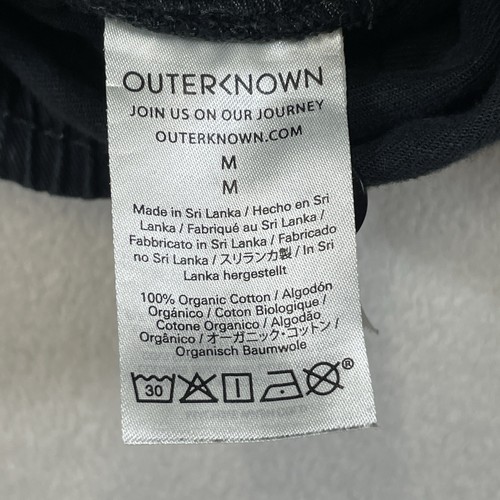 OUTERKNOWN
JOIN US ON OUR JOURNEY
OUTERKNOWN.COM
M
M
Made in Sri Lanka / Hecho en Sri
Lanka / Fabriqué au Sri Lanka /
Fabbricato in Sri Lanka / Fabricado
no Sri Lanka / スリランカ製 / In Sri
Lanka hergestellt
100% Organic Cotton / Algodón
Orgánico / Coton Biologique /
Cotone Organico / Algodão
Orgânico / オーガニック・コットン /
Organisch Baumwole
30 ®